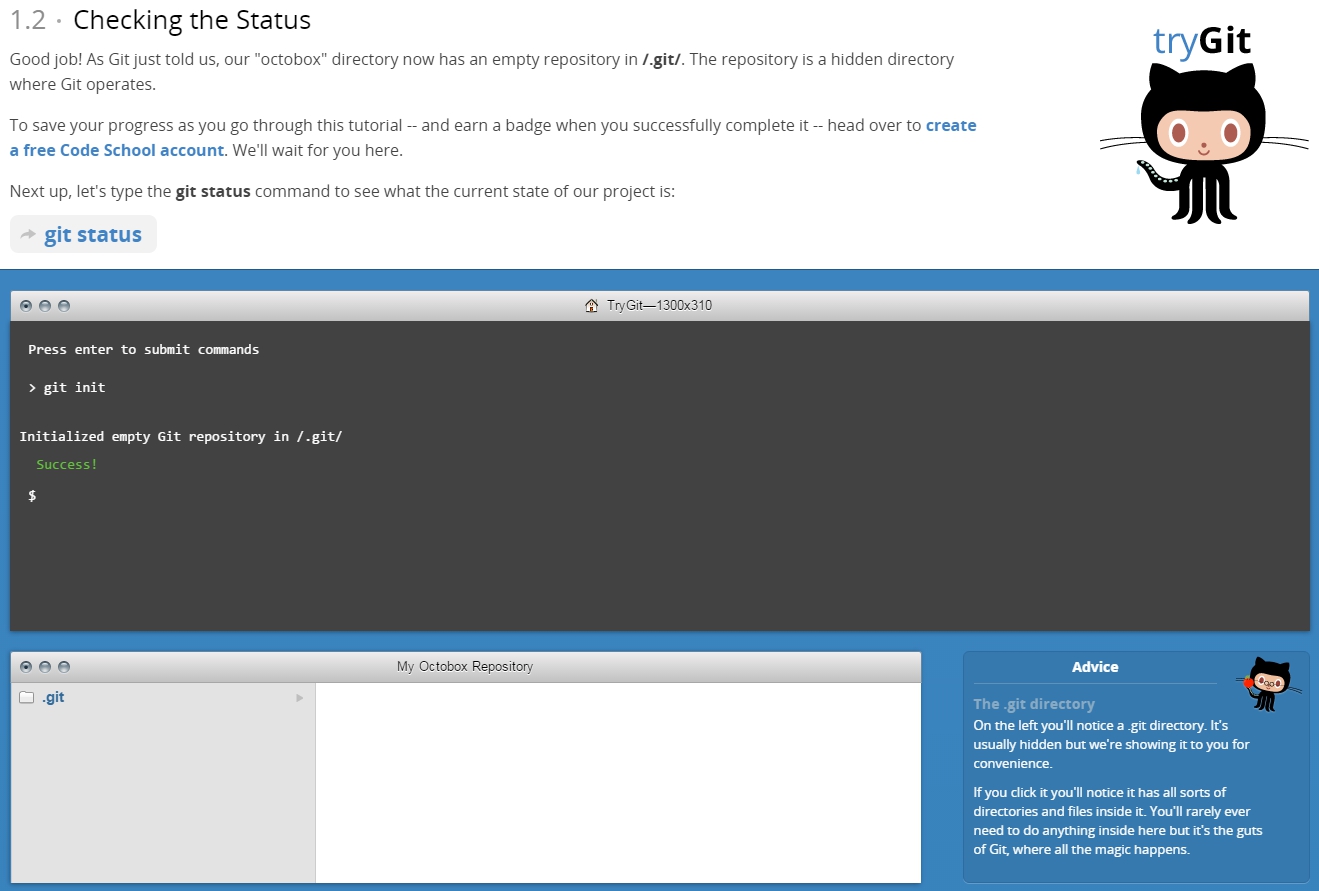 1.2 · Checking the Status
tryGit
Good job! As Git just told us, our "octobox" directory now has an empty repository in /.git/. The repository is a hidden directory
where Git operates.
To save your progress as you go through this tutorial -- and earn a badge when you successfully complete it -- head over to create
a free Code School account. We'll wait for you here.
Next up, let's type the git status command to see what the current state of our project is:
git status
TryGit—1300x310
Press enter to submit commands
> git init
Initialized empty Git repository in /.git/
Success!
$
My Octobox Repository
.git
Advice
The .git directory
On the left you'll notice a .git directory. It's
usually hidden but we're showing it to you for
convenience.
If you click it you'll notice it has all sorts of
directories and files inside it. You'll rarely ever
need to do anything inside here but it's the guts
of Git, where all the magic happens.